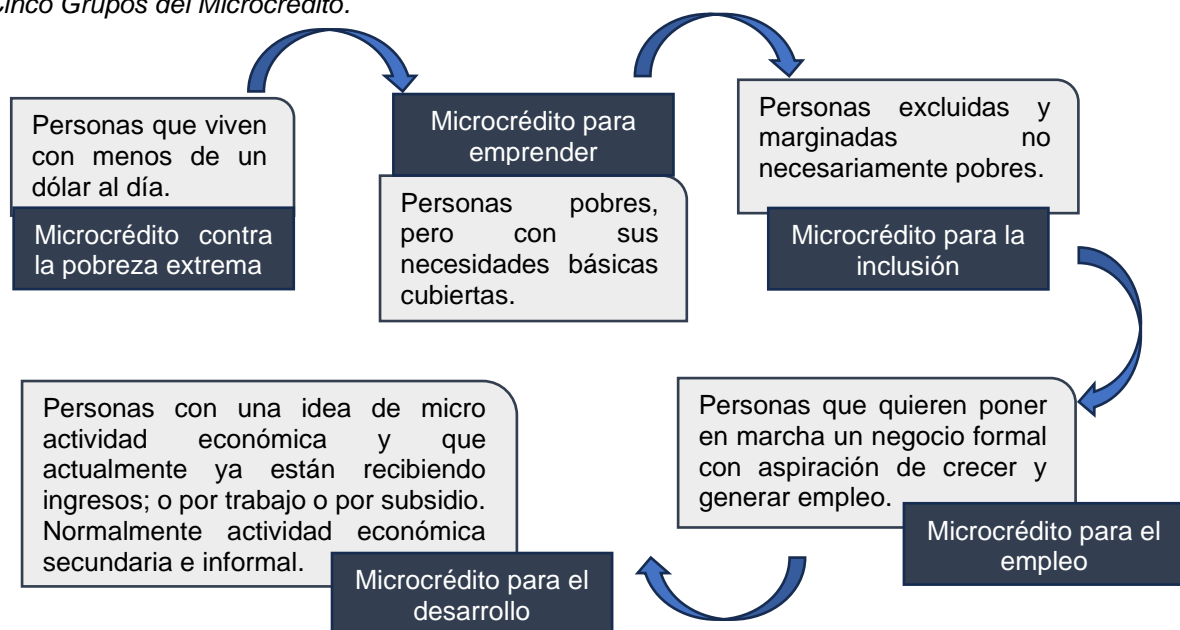 Cinco Grupos del Microcrédito.
Personas que viven
con menos de un
dólar al día.
Microcrédito contra
la pobreza extrema
Microcrédito para
emprender
Personas pobres,
pero con sus
necesidades básicas
cubiertas.
Personas excluidas y
marginadas no
necesariamente pobres.
Microcrédito para la
inclusión
Personas que quieren poner
en marcha un negocio formal
con aspiración de crecer y
generar empleo.
Microcrédito para el
empleo
Personas con una idea de micro
actividad económica y que
actualmente ya están recibiendo
ingresos; o por trabajo o por subsidio.
Normalmente actividad económica
secundaria e informal.
Microcrédito para el
desarrollo